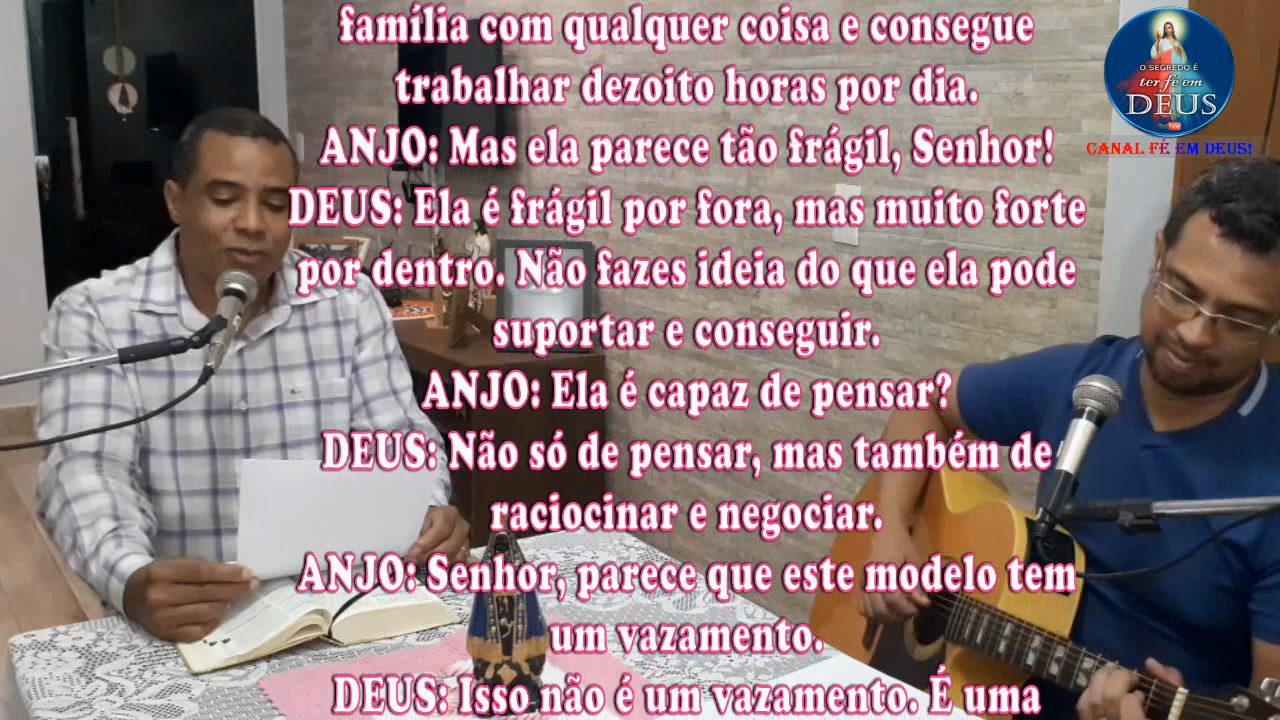 família com qualquer coisa e consegue
trabalhar dezoito horas por dia.
ANJO: Mas ela parece tão frágil, Senhor!
DEUS: Ela é frágil por fora, mas muito forte
por dentro. Não fazes ideia do que ela pode
suportar e conseguir.
ANJO: Ela é capaz de pensar?
DEUS: Não só de pensar, mas também de
raciocinar e negociar.
ANJO: Senhor, parece que este modelo tem
um vazamento.
DEUS: Isso não é um vazamento. É uma
O SEGREDO É
ter fé em
DEUS
CANAL FÉ EM DEUS!